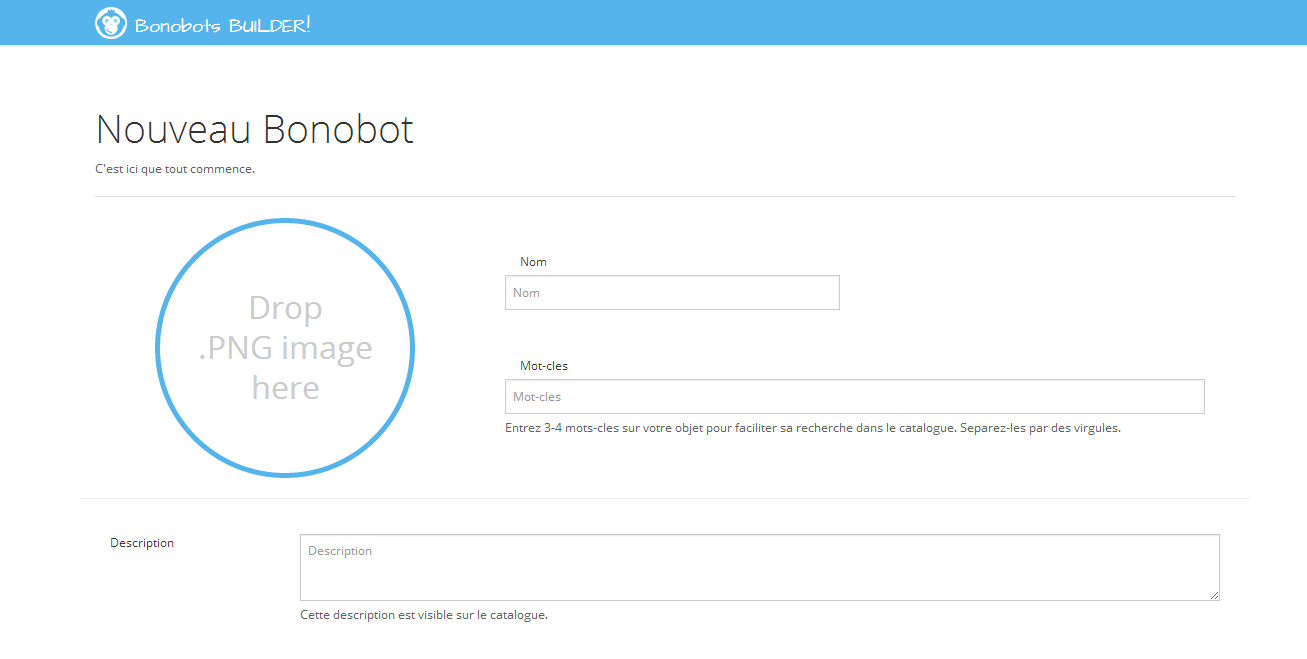 Bonobots BUILDER!
Nouveau Bonobot
C'est ici que tout commence.
Drop
.PNG image
here
Nom
Nom
Mot-cles
Mot-cles
Entrez 3-4 mots-cles sur votre objet pour faciliter sa recherche dans le catalogue. Separez-les par des virgules.
Description
Description
Cette description est visible sur le catalogue.